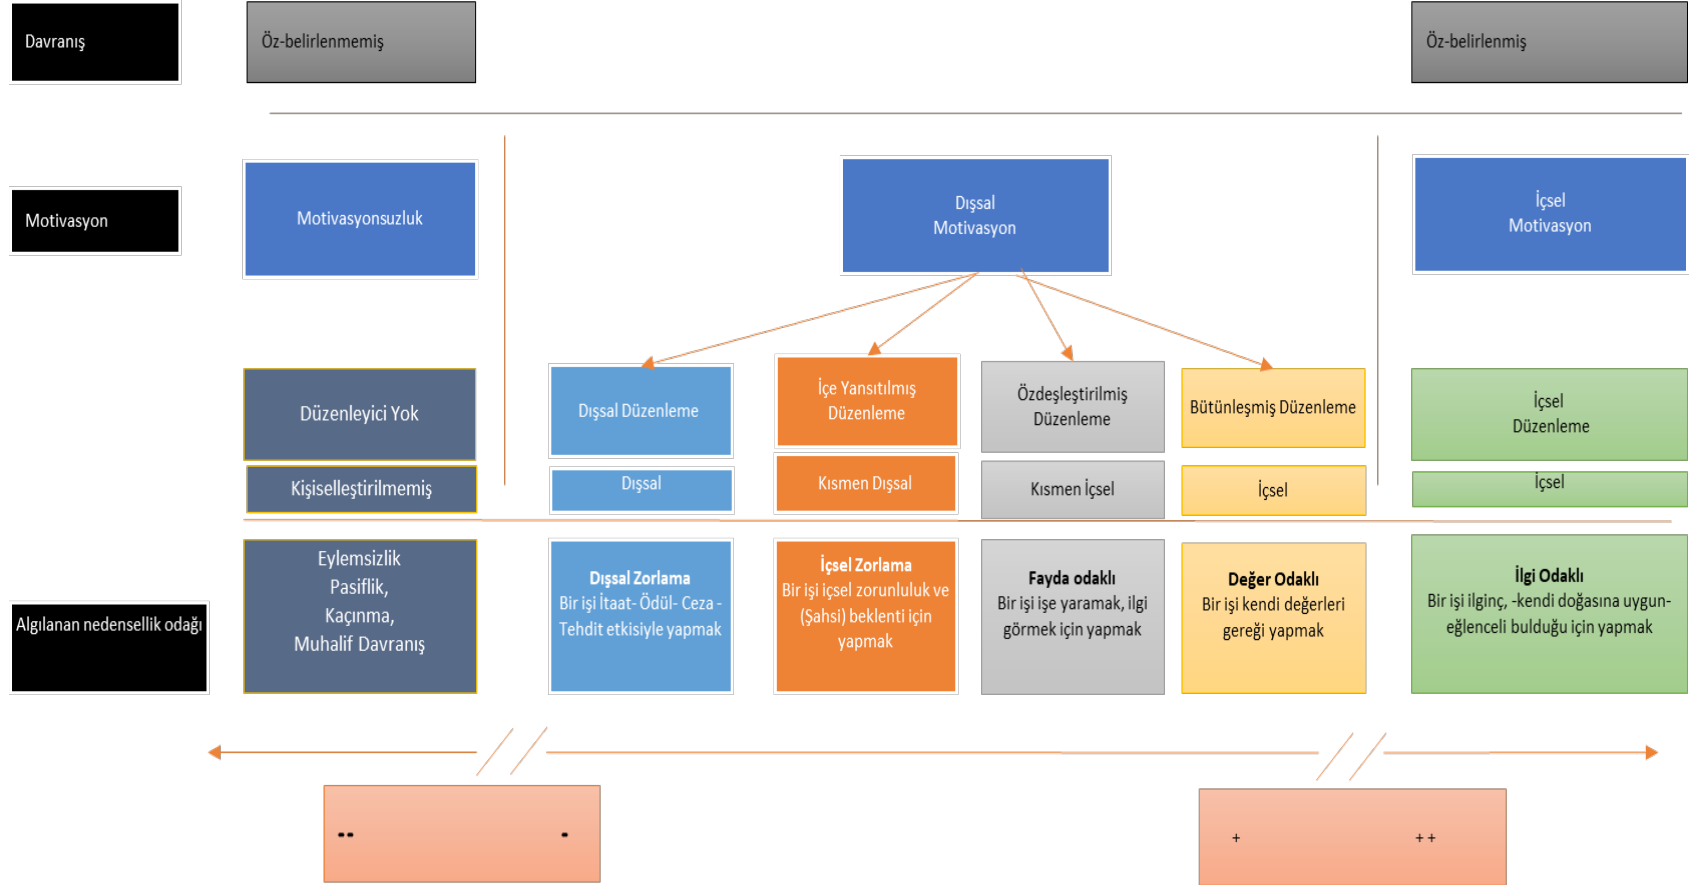 Davranış
Öz-belirlenmemiş
Öz-belirlenmiş
Motivasyon
Motivasyonsuzluk
Dışsal
Motivasyon
İçsel
Motivasyon
Düzenleyici Yok
Dışsal Düzenleme
İçe Yansıtılmış
Düzenleme
Özdeşleştirilmiş
Düzenleme
Bütünleşmiş Düzenleme
İçsel
Düzenleme
Kişiselleştirilmemiş
Dışsal
Kısmen Dışsal
Kısmen İçsel
İçsel
İçsel
Algılanan nedensellik odağı
Eylemsizlik
Pasiflik,
Kaçınma,
Muhalif Davranış
Dışsal Zorlama
Bir işi İtaat- Ödül- Ceza -
Tehdit etkisiyle yapmak
İçsel Zorlama
Bir işi içsel zorunluluk ve
(Şahsi) beklenti için
yapmak
Fayda odaklı
Bir işi işe yaramak, ilgi
görmek için yapmak
Değer Odaklı
Bir işi kendi değerleri
gereği yapmak
İlgi Odaklı
Bir işi ilginç, -kendi doğasına uygun-
eğlenceli bulduğu için yapmak
-- -
+ ++